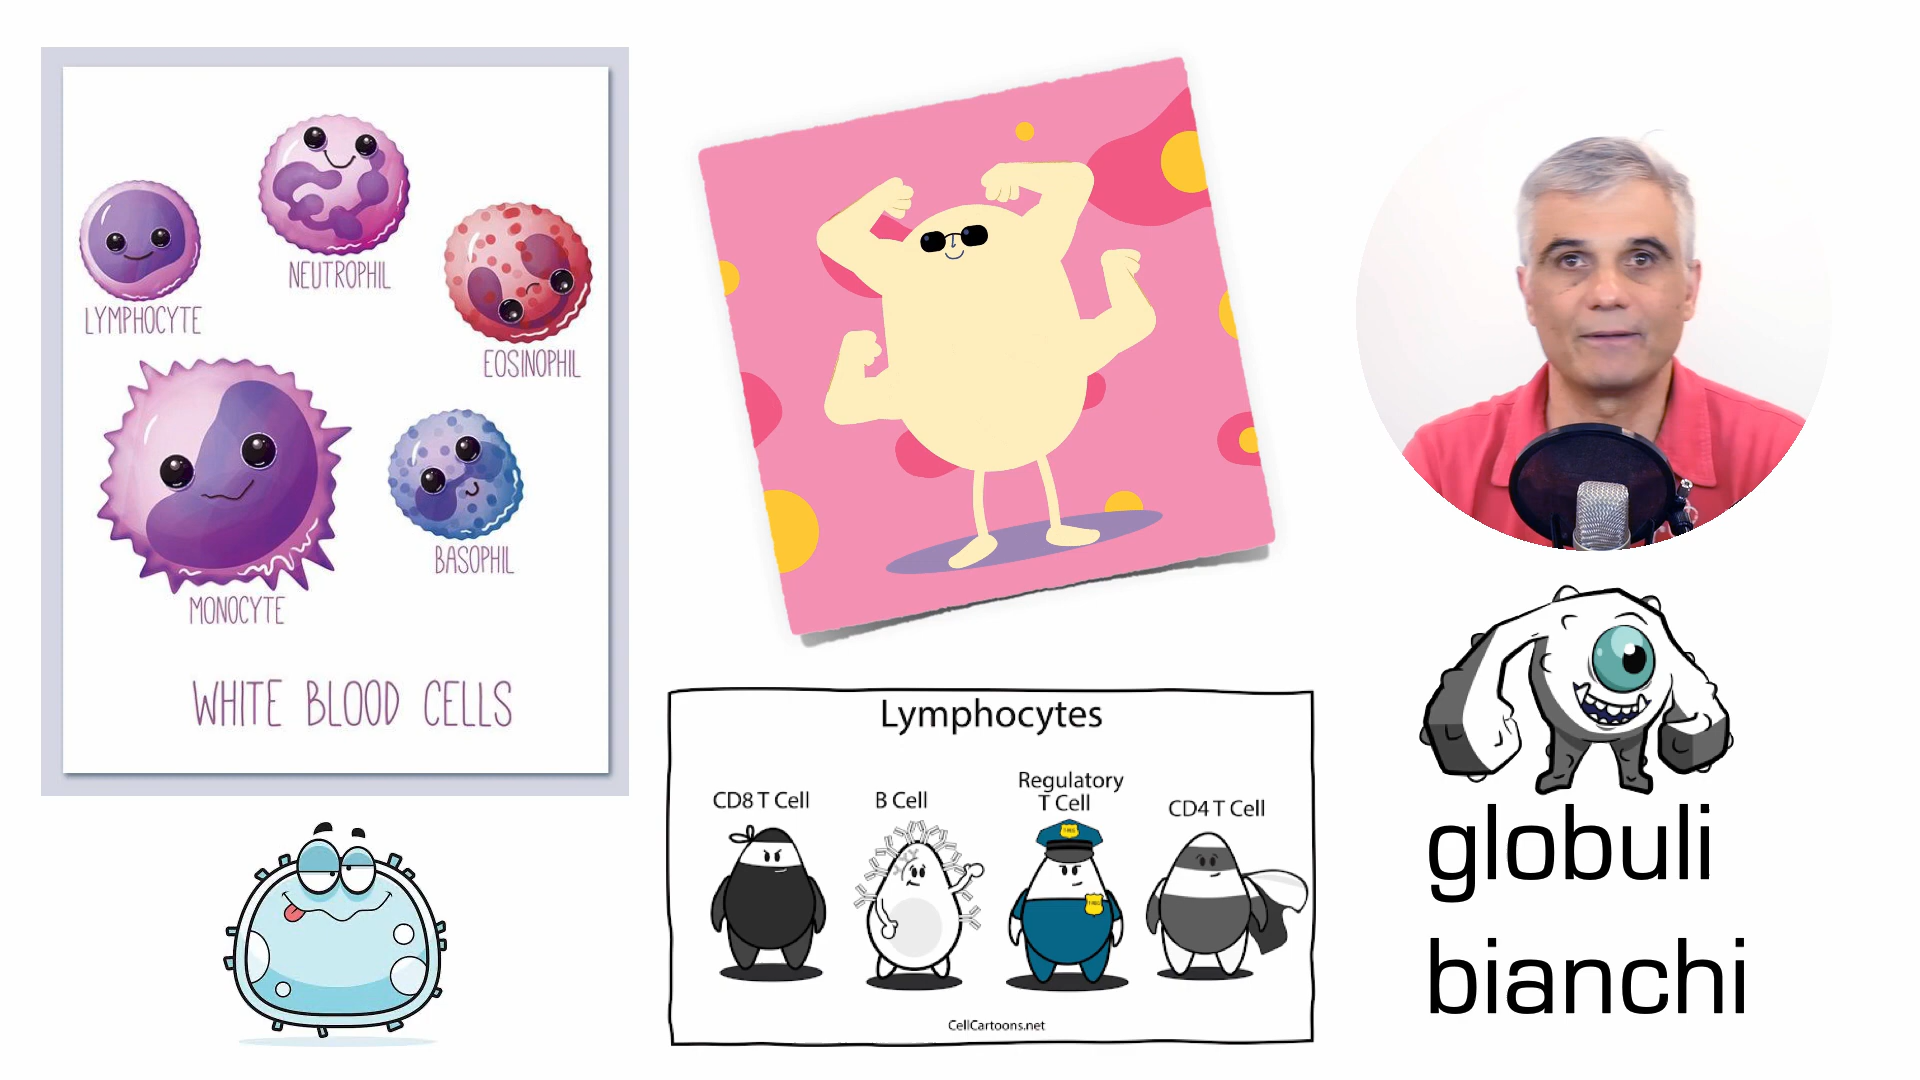 NEUTROPHIL
LYMPHOCYTE
EOSINOPHIL
BASOPHIL
MONOCYTE
WHITE BLOOD CELLS
Lymphocytes
CD8 T Cell
B Cell
Regulatory
T Cell
CD4 T Cell
CellCartoons.net
globuli
bianchi